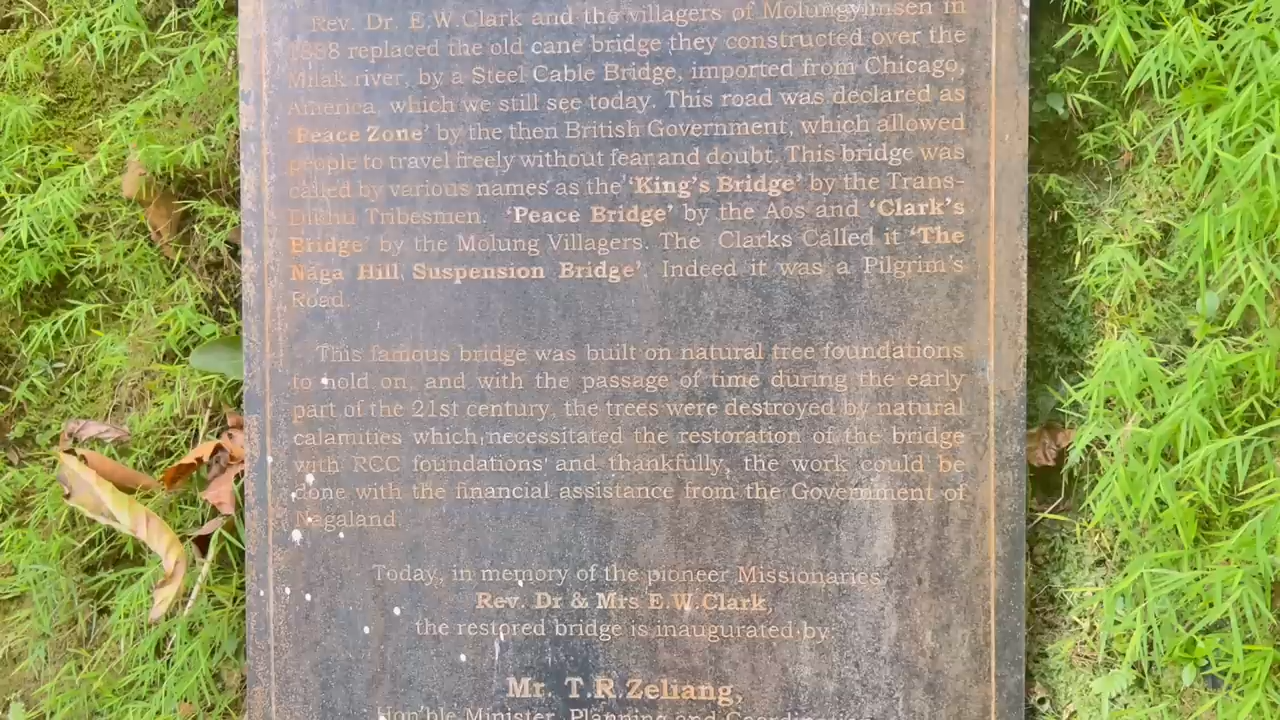 Rev. Dr. E.W.Clark and the villagers of Molungyimsen in
1888 replaced the old cane bridge they constructed over the
Milak river, by a Steel Cable Bridge, imported from Chicago,
America, which we still see today. This road was declared as
'Peace Zone' by the then British Government, which allowed
people to travel freely without fear and doubt. This bridge was
called by various names as the 'King's Bridge' by the Trans-
Dikhu Tribesmen. 'Peace Bridge' by the Aos and 'Clark's
Bridge' by the Molung Villagers. The Clarks Called it 'The
Naga Hill Suspension Bridge'. Indeed it was a Pilgrim's
Road.
This famous bridge was built on natural tree foundations
to hold on, and with the passage of time during the early
part of the 21st century, the trees were destroyed by natural
calamities which necessitated the restoration of the bridge
with RCC foundations and thankfully, the work could be
done with the financial assistance from the Government of
Nagaland.
Today, in memory of the pioneer Missionaries
Rev. Dr & Mrs E.W.Clark,
the restored bridge is inaugurated by:
Mr. T.R.Zeliang,
Hon'ble Minister, Planning and Coordination